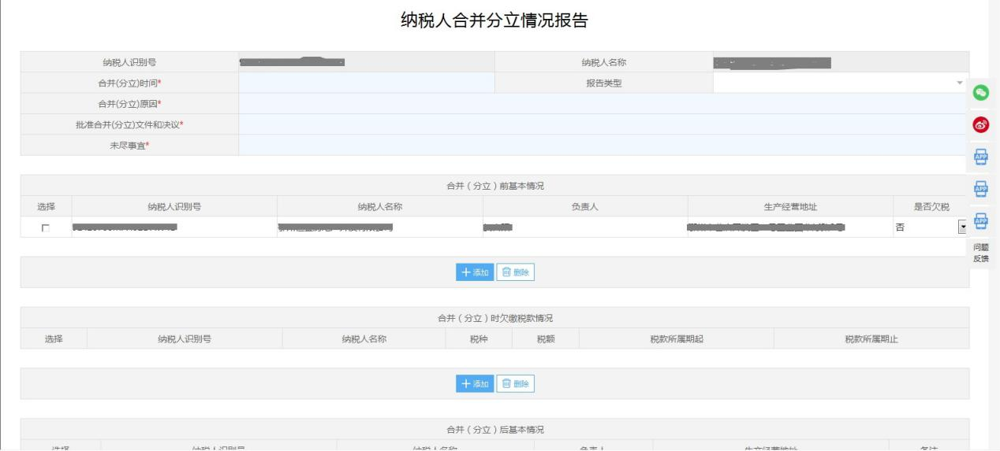 纳税人合并分立情况报告
纳税人识别号 纳税人名称
合并(分立)时间* 报告类型
合并(分立)原因*
批准合并(分立)文件和决议*
未尽事宜*
合并（分立）前基本情况
选择 纳税人识别号 纳税人名称 负责人 生产经营地址 是否欠税
否
添加 删除
合并（分立）时欠缴税款情况
选择 纳税人识别号 纳税人名称 税种 税额 税款所属期起 税款所属期止
添加 删除
合并（分立）后基本情况
选择 纳税人识别号 纳税人名称 负责人 生产经营地址 备注
APP
APP
APP
问题
反馈